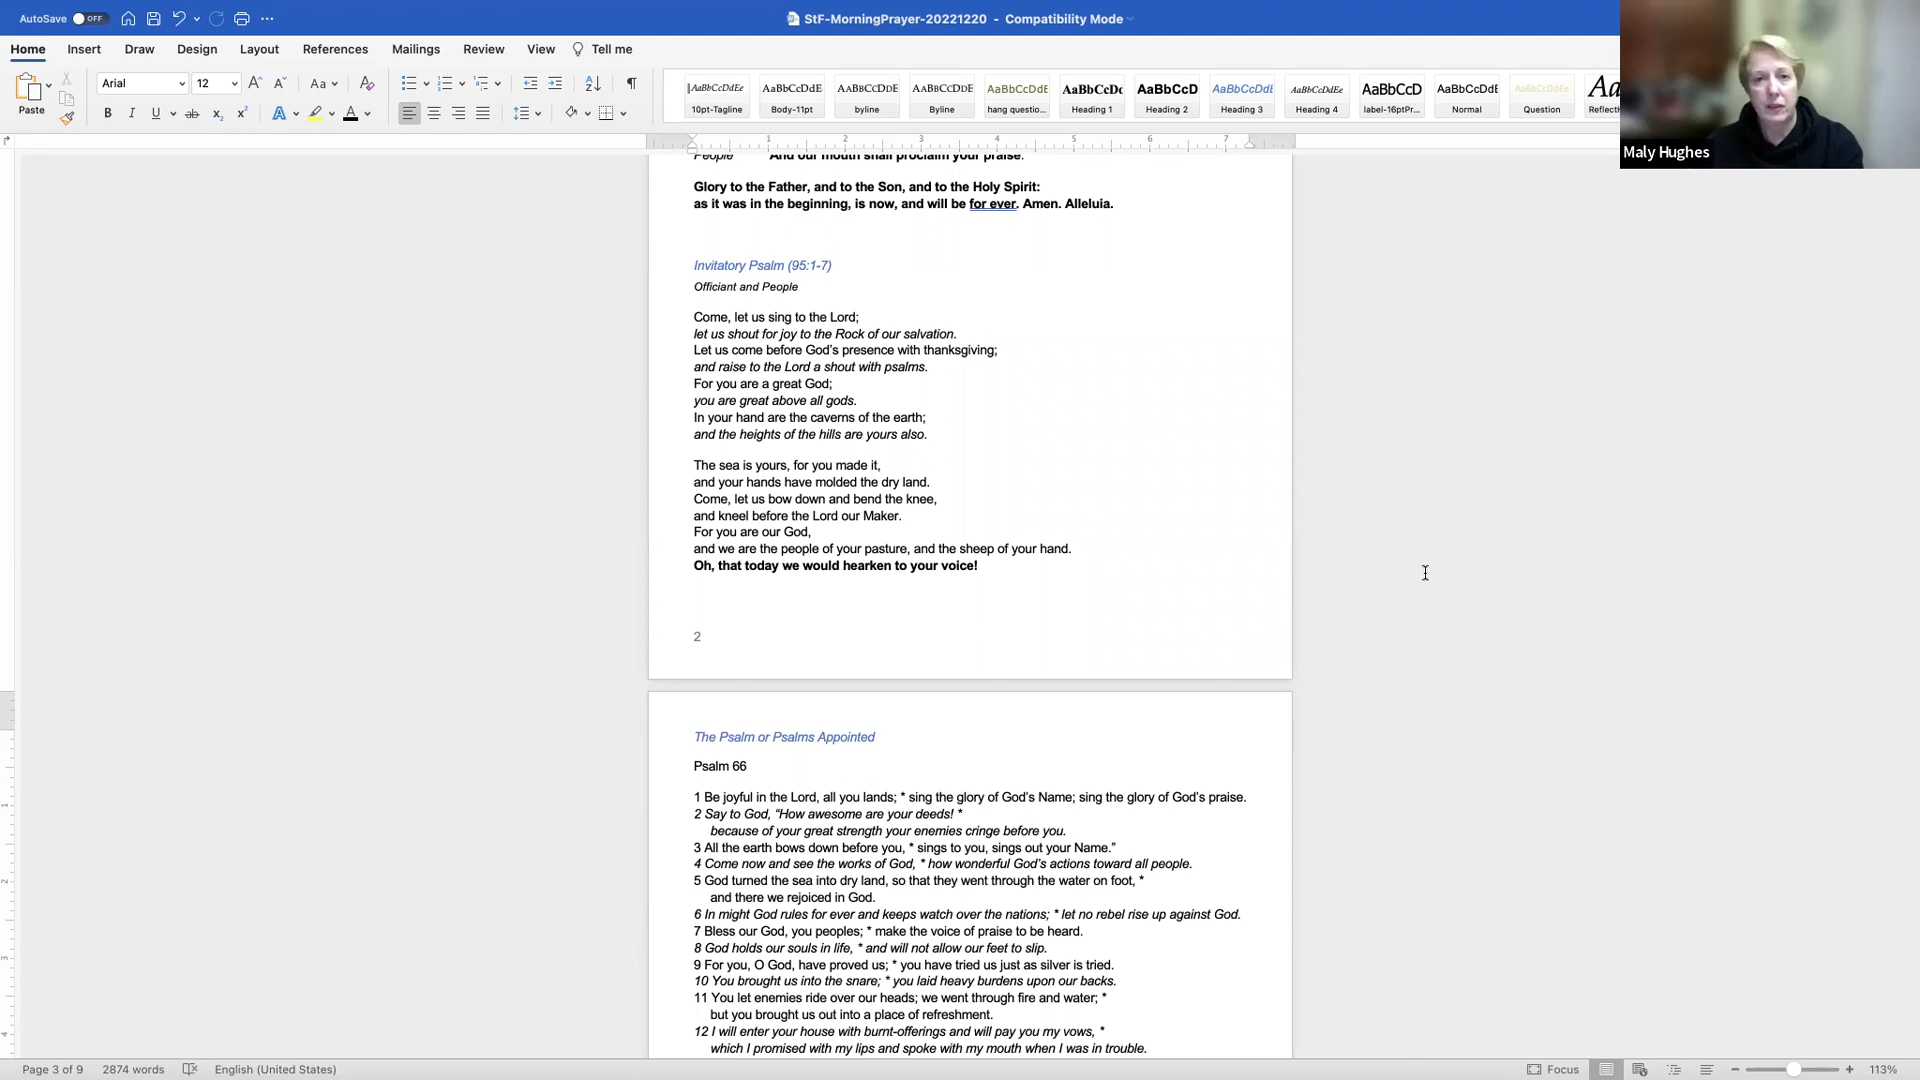 AutoSave OFF
StF-MorningPrayer-20221220 - Compatibility Mode
Home Insert Draw Design Layout References Mailings Review View Tell me
Paste
Arial 12
AaBbCcDdEe AaBbCcDdE AaBbCcDdE AaBbCcDdE AaBbCcDdE AaBbCcDc AaBbCcD AaBbCcDdE AaBbCcDdEe AaBbCcD AaBbCcDdE AaBbCcDdEe
10pt-Tagline Body-11pt byline Byline hang questio... Heading 1 Heading 2 Heading 3 Heading 4 label-16ptPr... Normal Question
Maly Hughes
1 2 3 4 5 6 7
People And our mouth shall proclaim your praise.
Glory to the Father, and to the Son, and to the Holy Spirit:
as it was in the beginning, is now, and will be for ever. Amen. Alleluia.
Invitatory Psalm (95:1-7)
Officiant and People
Come, let us sing to the Lord;
let us shout for joy to the Rock of our salvation.
Let us come before God's presence with thanksgiving;
and raise to the Lord a shout with psalms.
For you are a great God;
you are great above all gods.
In your hand are the caverns of the earth;
and the heights of the hills are yours also.
The sea is yours, for you made it,
and your hands have molded the dry land.
Come, let us bow down and bend the knee,
and kneel before the Lord our Maker.
For you are our God,
and we are the people of your pasture, and the sheep of your hand.
Oh, that today we would hearken to your voice!
2
The Psalm or Psalms Appointed
Psalm 66
1 Be joyful in the Lord, all you lands; * sing the glory of God's Name; sing the glory of God's praise.
2 Say to God, "How awesome are your deeds! *
because of your great strength your enemies cringe before you.
3 All the earth bows down before you, * sings to you, sings out your Name."
4 Come now and see the works of God, * how wonderful God's actions toward all people.
5 God turned the sea into dry land, so that they went through the water on foot, *
and there we rejoiced in God.
6 In might God rules for ever and keeps watch over the nations; * let no rebel rise up against God.
7 Bless our God, you peoples; * make the voice of praise to be heard.
8 God holds our souls in life, * and will not allow our feet to slip.
9 For you, O God, have proved us; * you have tried us just as silver is tried.
10 You brought us into the snare; * you laid heavy burdens upon our backs.
11 You let enemies ride over our heads; we went through fire and water; *
but you brought us out into a place of refreshment.
12 I will enter your house with burnt-offerings and will pay you my vows, *
which I promised with my lips and spoke with my mouth when I was in trouble.
Page 3 of 9 2874 words English (United States) Focus 113%